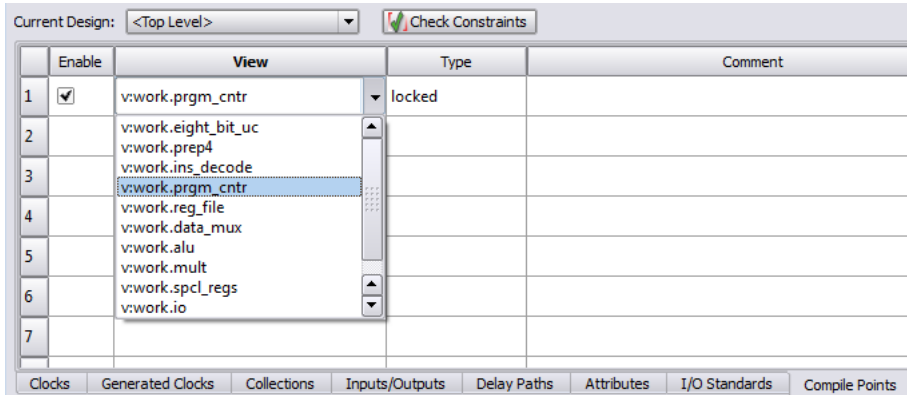 Current Design: <Top Level> Check Constraints
Enable View Type Comment
1 v:work.prgm_cntr locked
v:work.eight_bit_uc
2
v:work.prep4
v:work.ins_decode
3
v:work.prgm_cntr
v:work.reg_file
4
v:work.data_mux
v:work.alu
5
v:work.mult
v:work.spcl_regs
6
v:work.io
7
Clocks Generated Clocks Collections Inputs/Outputs Delay Paths Attributes I/O Standards Compile Points